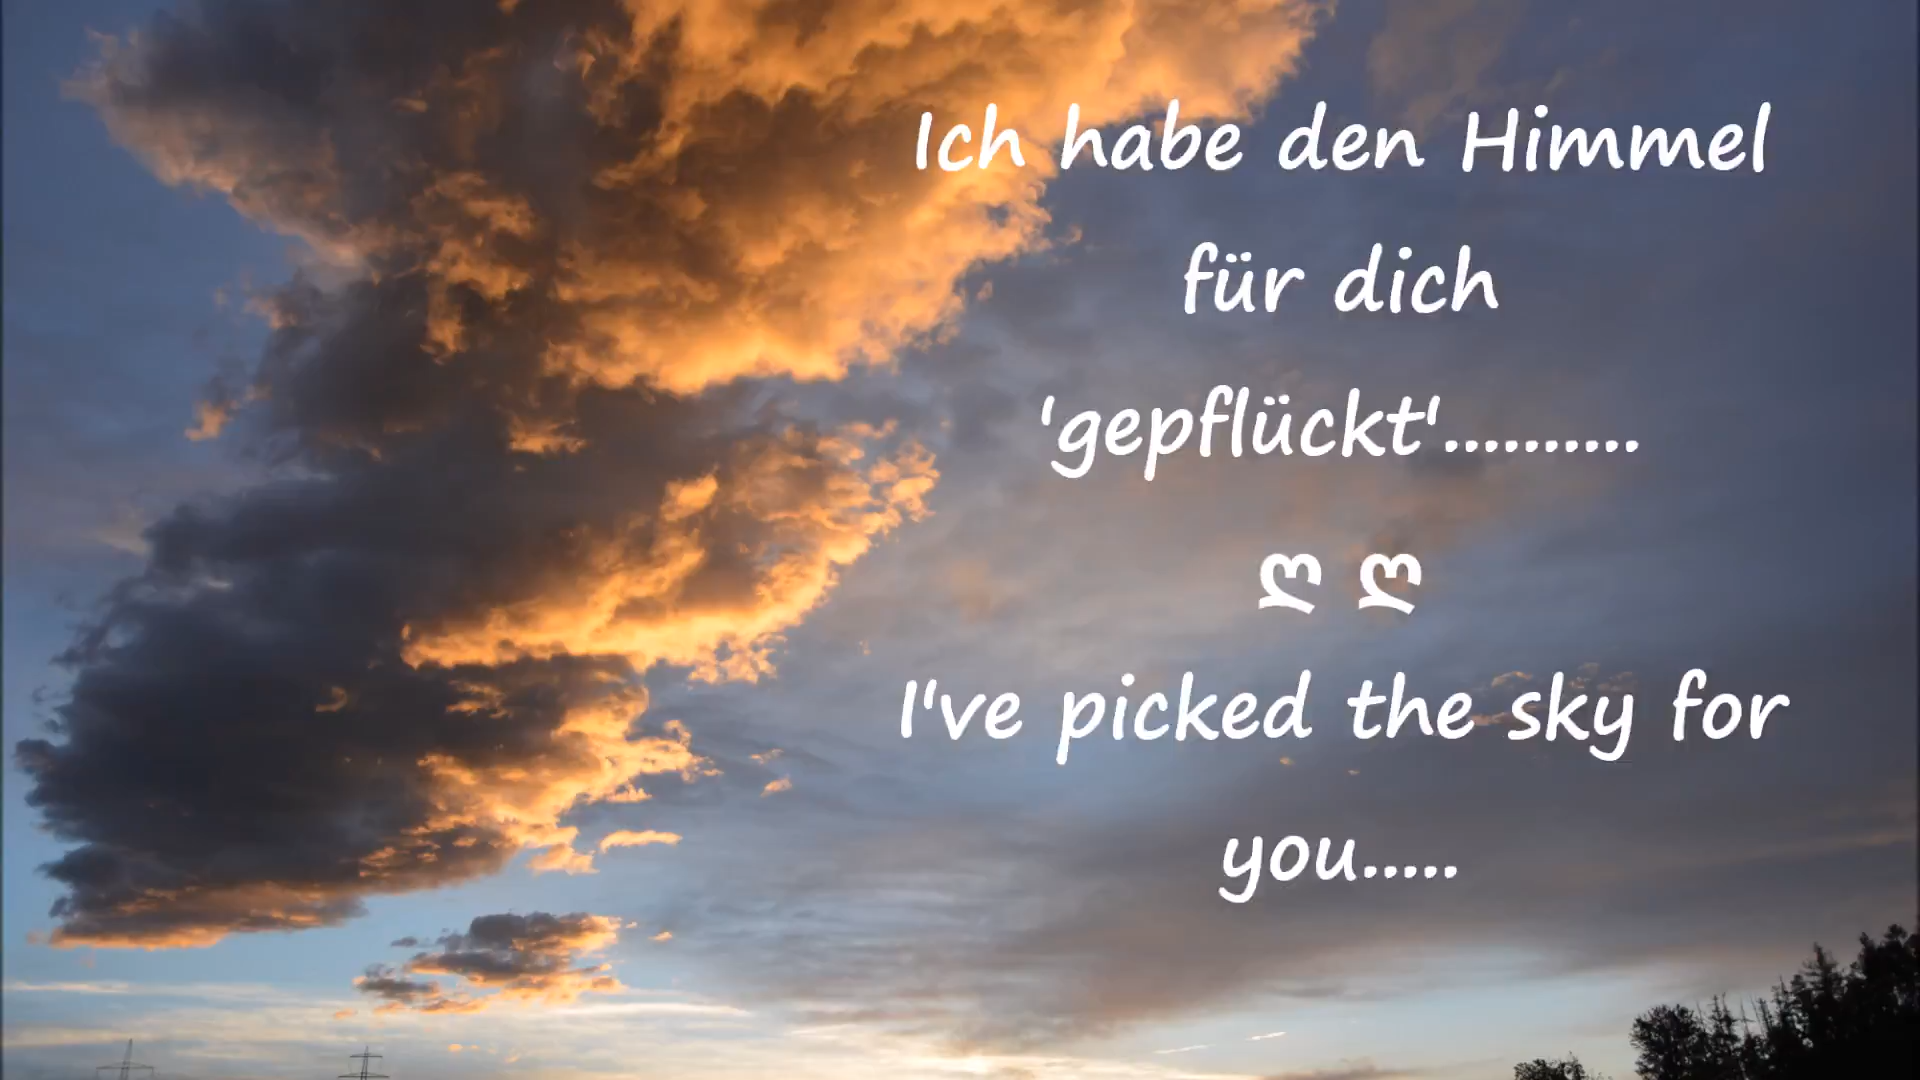 Ich habe den Himmel
für dich
'gepflückt'..........
ღ ღ
I've picked the sky for
you.....